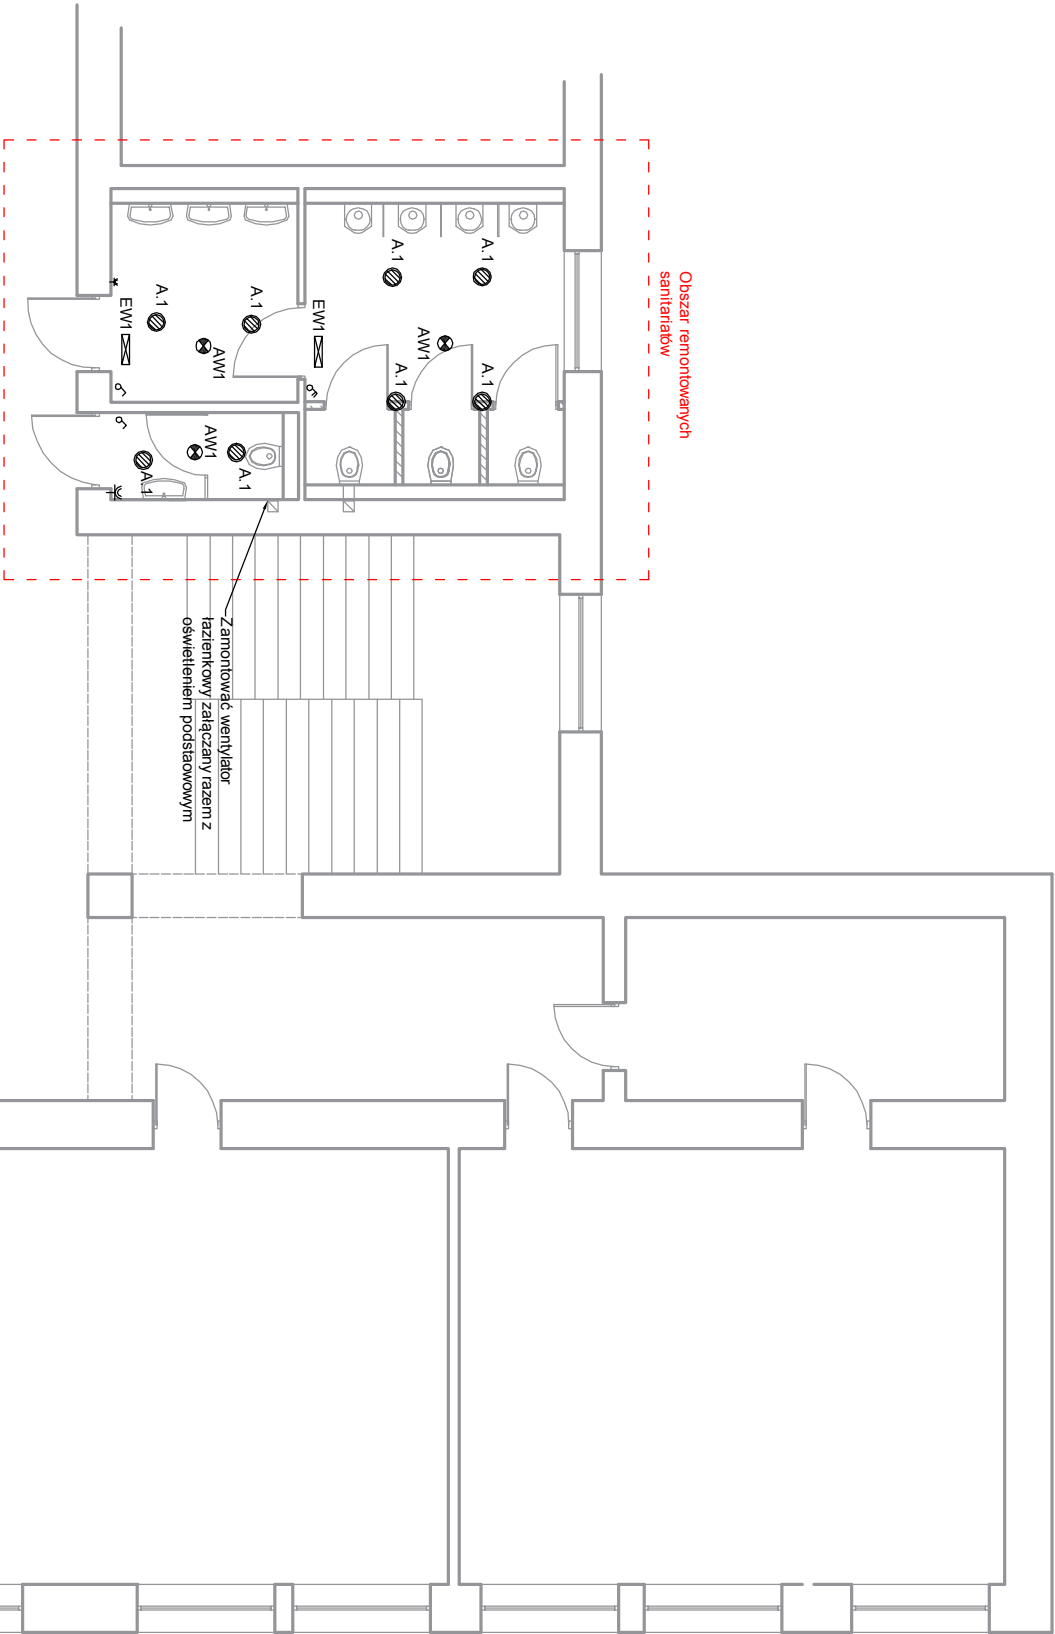 Obszar remontowanych
sanitariatów
A.1
A.1
AW1
A.1
A.1
EW1
A.1
A.1
AW1
EW1
AW1
A.1
A.1
Zamontować wentylator
łazienkowy załączany razem z
oświetleniem podstaowowym